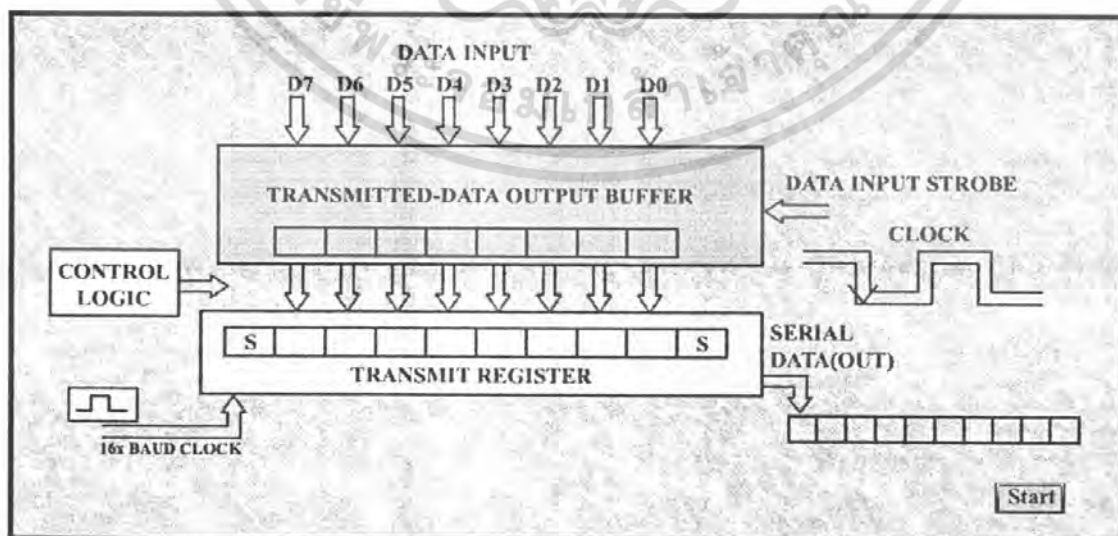 DATA INPUT
D7 D6 D5 D4 D3 D2 D1 D0
TRANSMITTED-DATA OUTPUT BUFFER
DATA INPUT STROBE
CLOCK
CONTROL
LOGIC
S S
TRANSMIT REGISTER
SERIAL
DATA(OUT)
16x BAUD CLOCK
Start